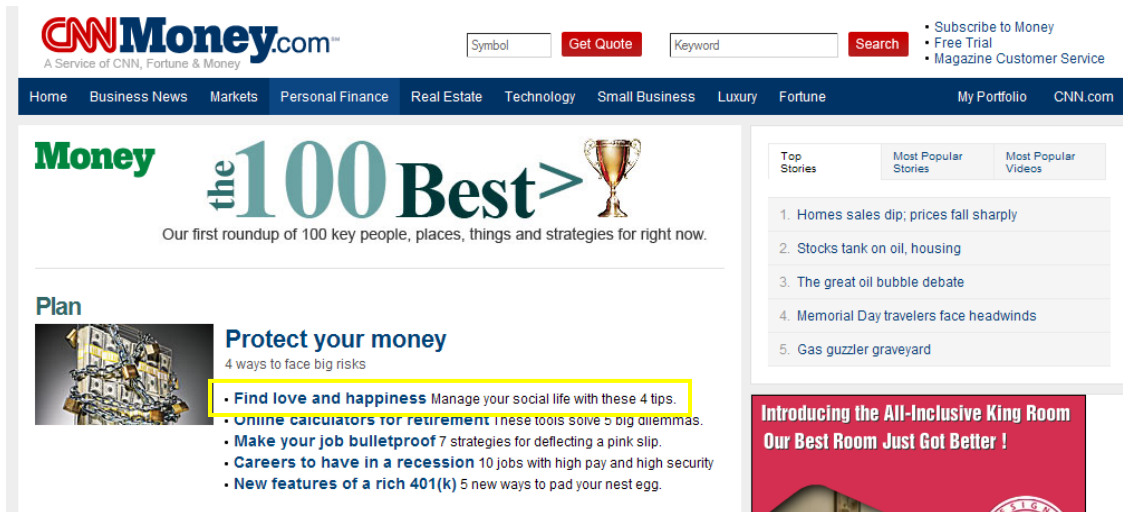 CNNMoney.com℠
A Service of CNN, Fortune & Money
Symbol
Get Quote
Keyword
Search
• Subscribe to Money
• Free Trial
• Magazine Customer Service
Home Business News Markets Personal Finance Real Estate Technology Small Business Luxury Fortune My Portfolio CNN.com
Money
the 100 Best>
Our first roundup of 100 key people, places, things and strategies for right now.
Plan
Protect your money
4 ways to face big risks
• Find love and happiness Manage your social life with these 4 tips.
• Online calculators for retirement These tools solve 5 big dilemmas.
• Make your job bulletproof 7 strategies for deflecting a pink slip.
• Careers to have in a recession 10 jobs with high pay and high security
• New features of a rich 401(k) 5 new ways to pad your nest egg.
Top Stories
Most Popular Stories
Most Popular Videos
1. Homes sales dip; prices fall sharply
2. Stocks tank on oil, housing
3. The great oil bubble debate
4. Memorial Day travelers face headwinds
5. Gas guzzler graveyard
Introducing the All-Inclusive King Room
Our Best Room Just Got Better !